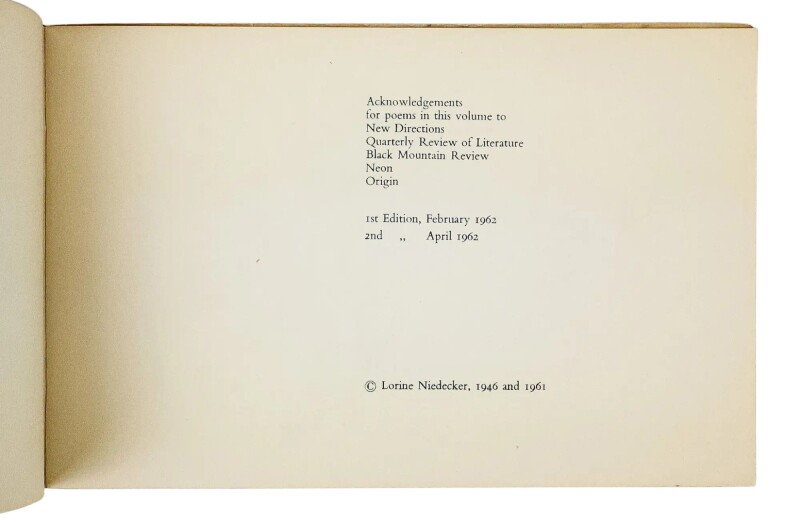 Acknowledgements
for poems in this volume to
New Directions
Quarterly Review of Literature
Black Mountain Review
Neon
Origin
1st Edition, February 1962
2nd „ April 1962
© Lorine Niedecker, 1946 and 1961